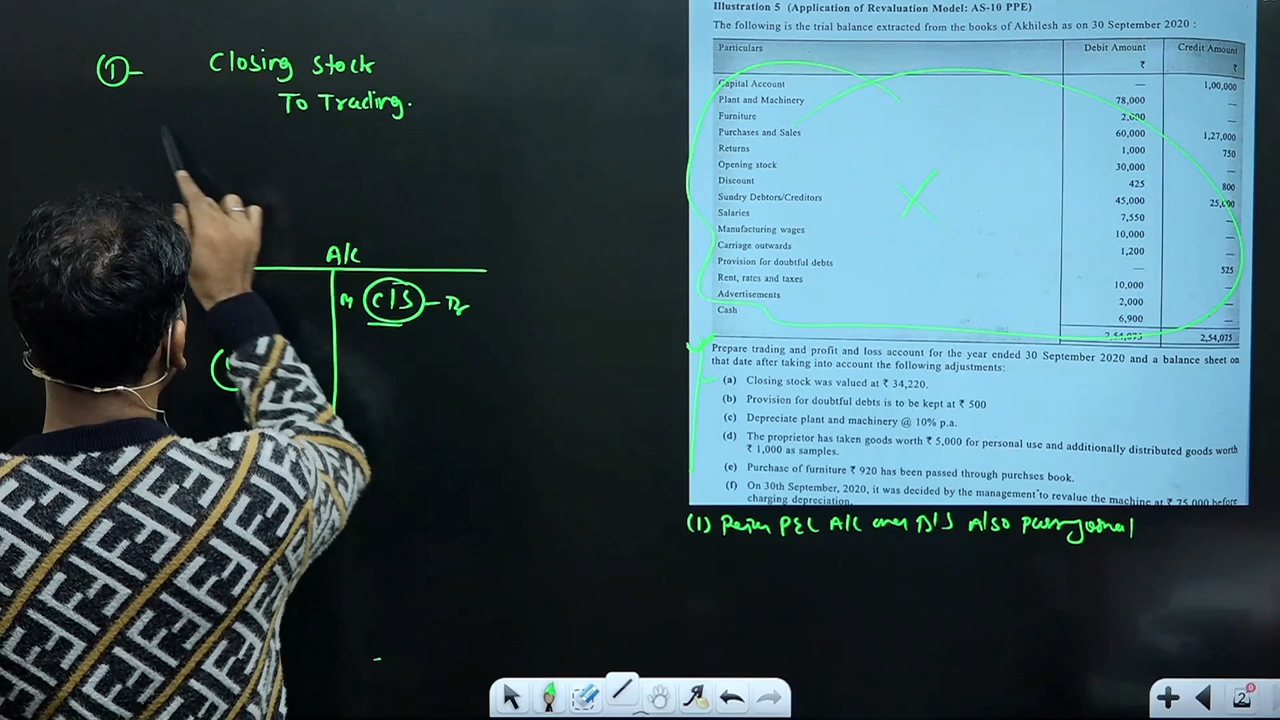 ① - Closing stock
To Trading.
A/c
C/S
Illustration 5 (Application of Revaluation Model: AS-10 PPE)
The following is the trial balance extracted from the books of Akhilesh as on 30 September 2020 :
Particulars Debit Amount Credit Amount
₹ ₹
Capital Account — 1,00,000
Plant and Machinery 78,000 —
Furniture 2,000 —
Purchases and Sales 60,000 1,27,000
Returns 1,000 750
Opening stock 30,000 —
Discount 425 800
Sundry Debtors/Creditors 45,000 25,000
Salaries 7,550 —
Manufacturing wages 10,000 —
Carriage outwards 1,200 —
Provision for doubtful debts — 525
Rent, rates and taxes 10,000 —
Advertisements 2,000 —
Cash 6,900 —
2,54,075 2,54,075
Prepare trading and profit and loss account for the year ended 30 September 2020 and a balance sheet on
that date after taking into account the following adjustments:
(a) Closing stock was valued at ₹ 34,220.
(b) Provision for doubtful debts is to be kept at ₹ 500
(c) Depreciate plant and machinery @ 10% p.a.
(d) The proprietor has taken goods worth ₹ 5,000 for personal use and additionally distributed goods worth
₹ 1,000 as samples.
(e) Purchase of furniture ₹ 920 has been passed through purchses book.
(f) On 30th September, 2020, it was decided by the management to revalue the machine at ₹ 75,000 before
charging depreciation.
(1) P&L A/c B/S Also
2